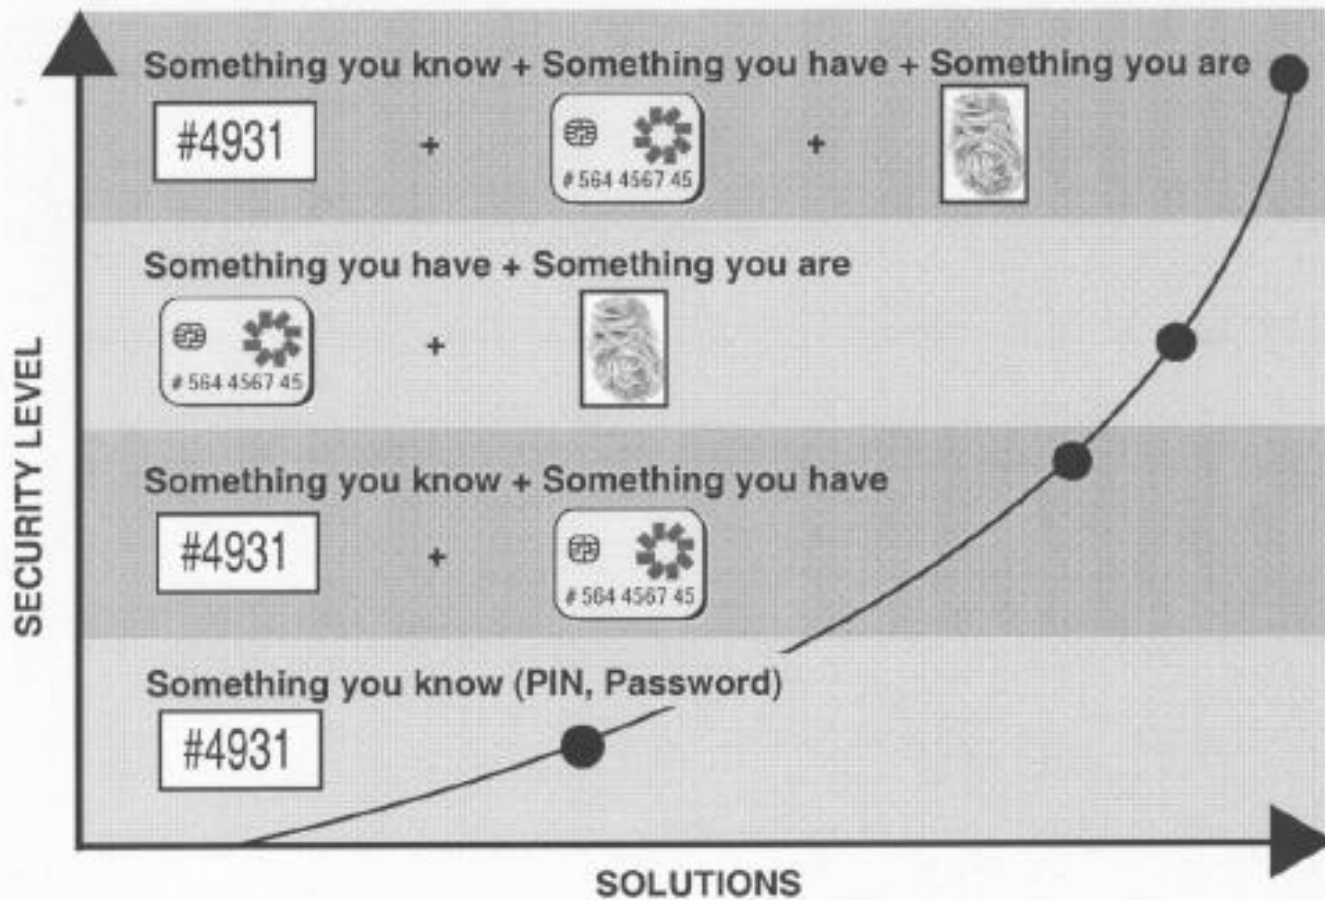 Something you know + Something you have + Something you are
#4931 + # 564 4567 45 +
Something you have + Something you are
# 564 4567 45 +
Something you know + Something you have
#4931 + # 564 4567 45
Something you know (PIN, Password)
#4931
SECURITY LEVEL
SOLUTIONS